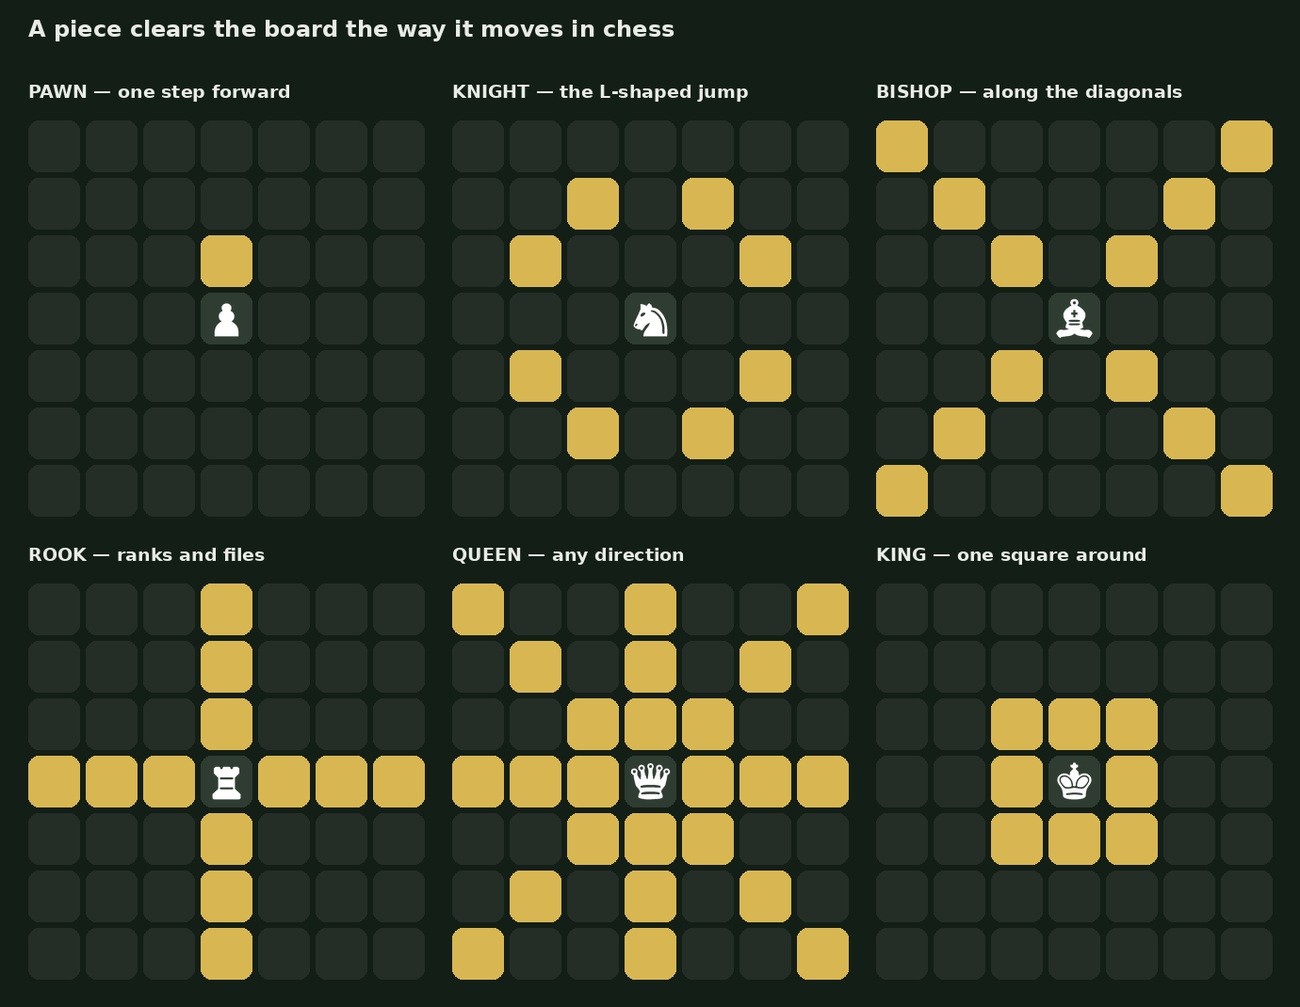 A piece clears the board the way it moves in chess
PAWN — one step forward
KNIGHT — the L-shaped jump
BISHOP — along the diagonals
ROOK — ranks and files
QUEEN — any direction
KING — one square around